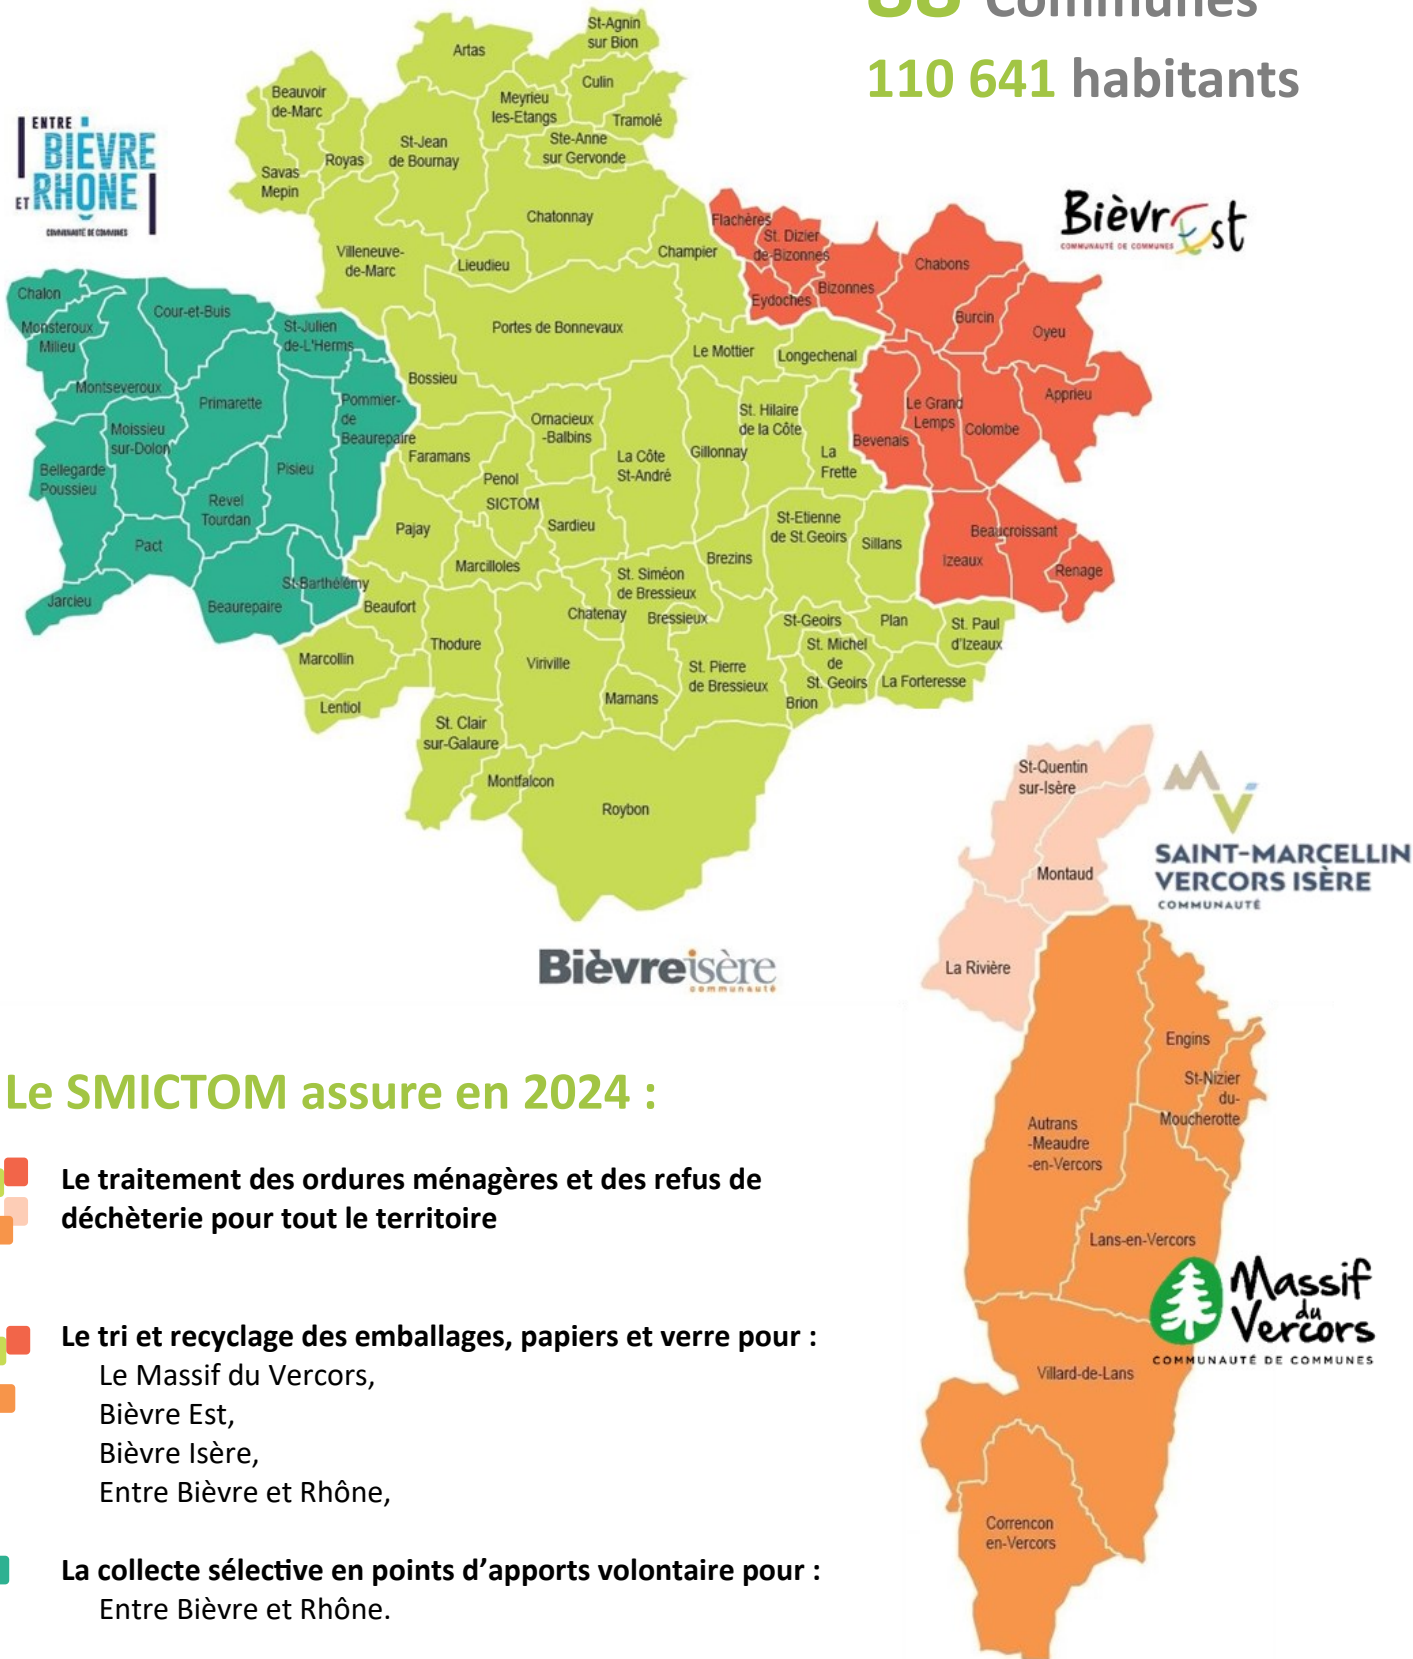 Communes
110 641 habitants
ENTRE
BIÈVRE
ET RHÔNE
COMMUNAUTÉ DE COMMUNES
BièvrEst
COMMUNAUTÉ DE COMMUNES
St-Agnin
sur Bion
Artas
Culin
Beauvoir
de-Marc
Meyrieu
les-Etangs
Tramolé
St-Jean
de Bournay
Ste-Anne
sur Gervonde
Royas
Savas
Mepin
Chatonnay
Villeneuve-
de-Marc
Lieudieu
Champier
Flachères
St. Dizier
de-Bizonnes
Chabons
Bizonnes
Eydoches
Burcin
Oyeu
Chalon
Monsteroux
Milieu
Cour-et-Buis
St-Julien
de-L'Herms
Portes de Bonnevaux
Le Mottier
Longechenal
Bossieu
Montseveroux
Primarette
Pommier-
de
Beaurepaire
Apprieu
Le Grand
Lemps
Colombe
Bevenais
Moissieu
sur-Dolon
Ornacieux
-Balbins
St. Hilaire
de la Côte
Faramans
La Côte
St-André
Gillonnay
La
Frette
Bellegarde
Poussieu
Pisieu
Penol
SICTOM
Revel
Tourdan
Pajay
Sardieu
St-Etienne
de St.Geoirs
Sillans
Beaucroissant
Izeaux
Renage
Pact
Marcilloles
Brezins
St. Siméon
de Bressieux
Jarcieu
Beaurepaire
St-Barthélémy
Beaufort
Chatenay
Bressieux
St-Geoirs
Plan
St. Paul
d'Izeaux
Thodure
Marcollin
Viriville
St. Pierre
de Bressieux
St. Michel
de
St. Geoirs
La Forteresse
Lentiol
Marnans
Brion
St. Clair
sur-Galaure
Montfalcon
Roybon
St-Quentin
sur-Isère
Montaud
La Rivière
SAINT-MARCELLIN
VERCORS ISÈRE
COMMUNAUTÉ
Bièvreisère
communauté
Engins
St-Nizier
du-
Moucherotte
Autrans
-Meaudre
-en-Vercors
Lans-en-Vercors
Villard-de-Lans
Correncon
en-Vercors
Massif
du
Vercors
COMMUNAUTÉ DE COMMUNES
Le SMICTOM assure en 2024 :
Le traitement des ordures ménagères et des refus de
déchèterie pour tout le territoire
Le tri et recyclage des emballages, papiers et verre pour :
Le Massif du Vercors,
Bièvre Est,
Bièvre Isère,
Entre Bièvre et Rhône,
La collecte sélective en points d'apports volontaire pour :
Entre Bièvre et Rhône.